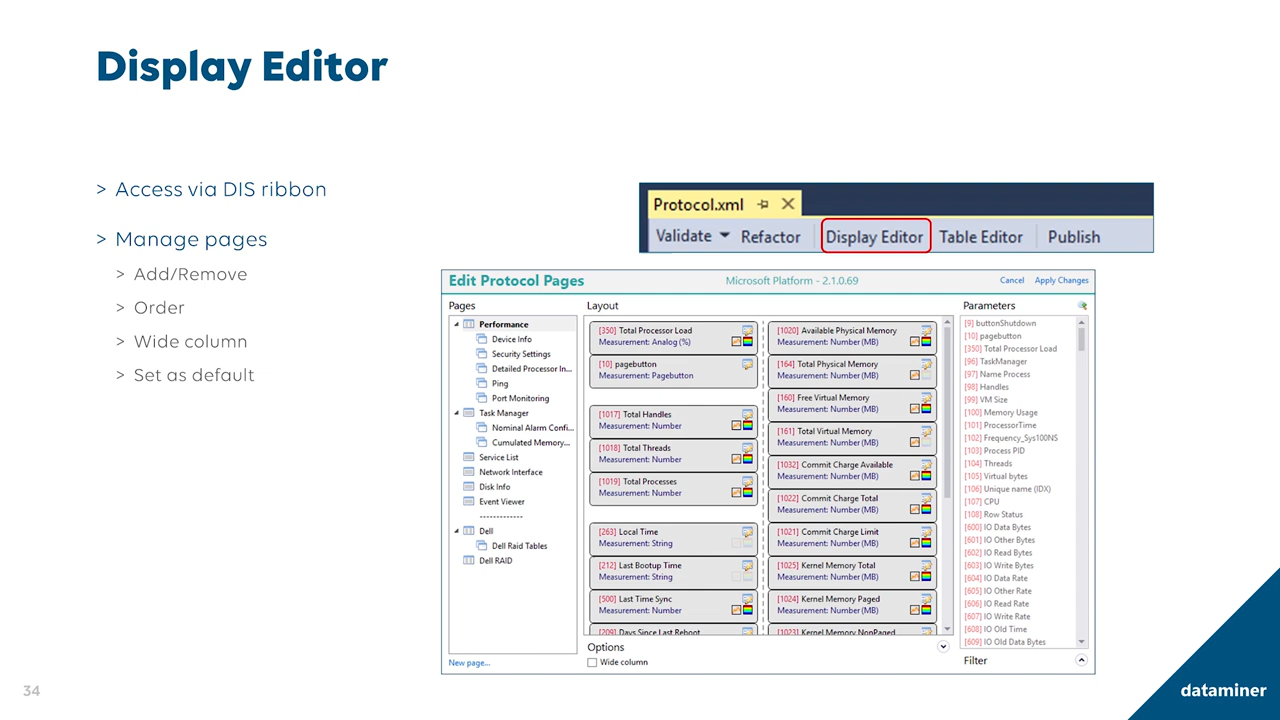 Display Editor
> Access via DIS ribbon
> Manage pages
> Add/Remove
> Order
> Wide column
> Set as default
Protocol.xml
Validate Refactor Display Editor Table Editor Publish
Edit Protocol Pages Microsoft Platform - 2.1.0.69 Cancel Apply Changes
Pages
Performance
Device Info
Security Settings
Detailed Processor In...
Ping
Port Monitoring
Task Manager
Nominal Alarm Confi...
Cumulated Memory...
Service List
Network Interface
Disk Info
Event Viewer
-------------
Dell
Dell Raid Tables
Dell RAID
New page...
Layout
[350] Total Processor Load
Measurement: Analog (%)
[10] pagebutton
Measurement: Pagebutton
[1017] Total Handles
Measurement: Number
[1018] Total Threads
Measurement: Number
[1019] Total Processes
Measurement: Number
[263] Local Time
Measurement: String
[212] Last Bootup Time
Measurement: String
[500] Last Time Sync
Measurement: Number
[209] Days Since Last Reboot
[1020] Available Physical Memory
Measurement: Number (MB)
[164] Total Physical Memory
Measurement: Number (MB)
[160] Free Virtual Memory
Measurement: Number (MB)
[161] Total Virtual Memory
Measurement: Number (MB)
[1032] Commit Charge Available
Measurement: Number (MB)
[1022] Commit Charge Total
Measurement: Number (MB)
[1021] Commit Charge Limit
Measurement: Number (MB)
[1025] Kernel Memory Total
Measurement: Number (MB)
[1024] Kernel Memory Paged
Measurement: Number (MB)
[1023] Kernel Memory NonPaged
Options
Wide column
Parameters
[9] buttonShutdown
[10] pagebutton
[350] Total Processor Load
[96] TaskManager
[97] Name Process
[98] Handles
[99] VM Size
[100] Memory Usage
[101] ProcessorTime
[102] Frequency_Sys100NS
[103] Process PID
[104] Threads
[105] Virtual bytes
[106] Unique name (IDX)
[107] CPU
[108] Row Status
[600] IO Data Bytes
[601] IO Other Bytes
[602] IO Read Bytes
[603] IO Write Bytes
[604] IO Data Rate
[605] IO Other Rate
[606] IO Read Rate
[607] IO Write Rate
[608] IO Old Time
[609] IO Old Data Bytes
Filter
34
dataminer